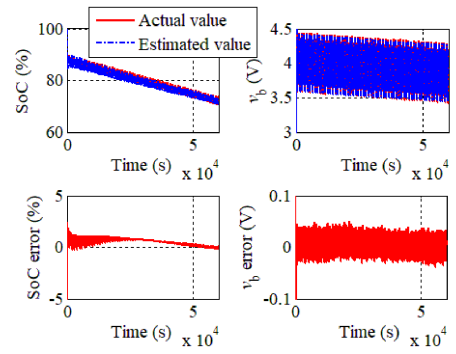 Actual value
Estimated value
100
80
60
SoC (%)
0
5
Time (s)
x 10^4
4.5
4
3.5
3
v_b (V)
0
5
Time (s)
x 10^4
5
0
-5
SoC error (%)
0
5
Time (s)
x 10^4
0.1
0
-0.1
v_b error (V)
0
5
Time (s)
x 10^4